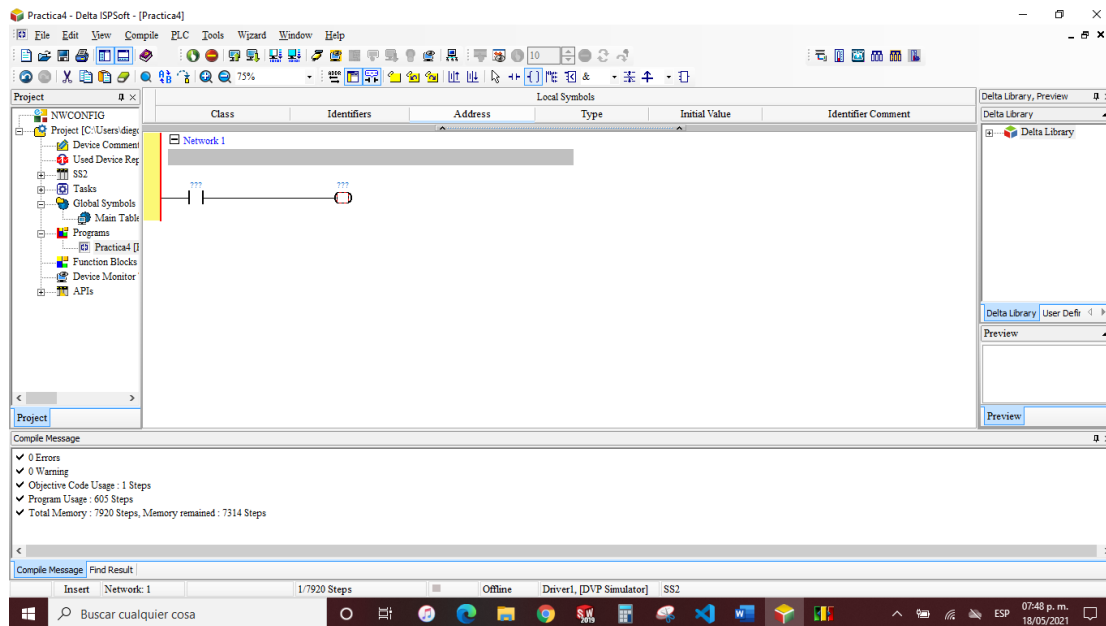 Practica4 - Delta ISPSoft - [Practica4]
File Edit View Compile PLC Tools Wizard Window Help
10
75%
&
Project
NWCONFIG
Project [C:\Users\dieg
Device Comment
Used Device Rep
SS2
Tasks
Global Symbols
Main Table
Programs
Practica4 [
Function Blocks
Device Monitor
APIs
Project
Local Symbols
Class Identifiers Address Type Initial Value Identifier Comment
Network 1
??? ???
Delta Library, Preview
Delta Library
Delta Library
Delta Library User Defir
Preview
Preview
Compile Message
0 Errors
0 Warning
Objective Code Usage : 1 Steps
Program Usage : 605 Steps
Total Memory : 7920 Steps, Memory remained : 7314 Steps
Compile Message Find Result
Insert Network: 1 1/7920 Steps Offline Driver1, [DVP Simulator] SS2
Buscar cualquier cosa
SW
2019
ESP
07:48 p. m.
18/05/2021